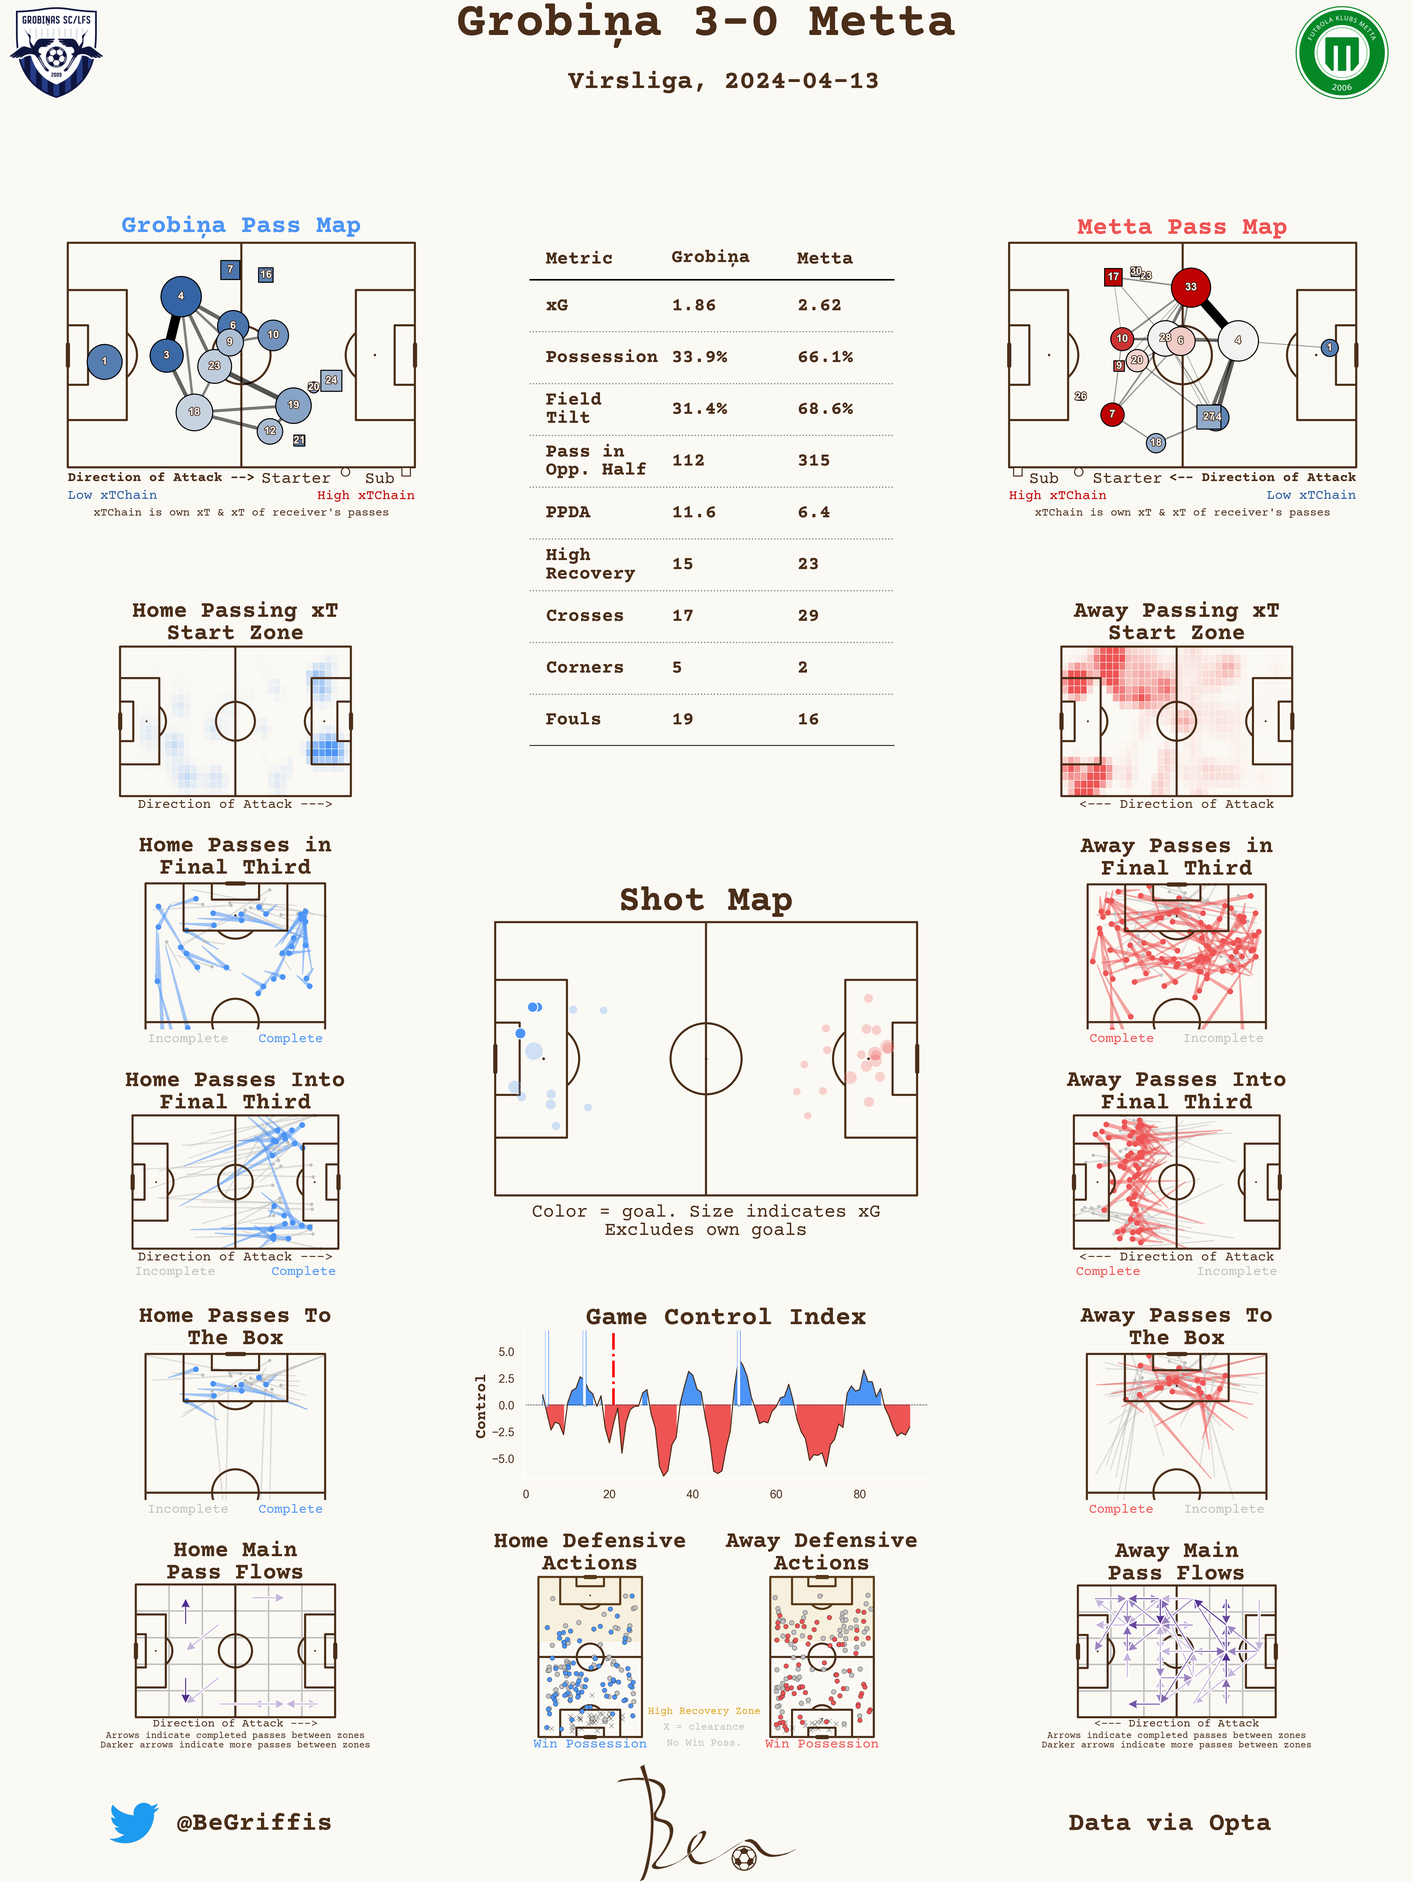 Grobiņa 3-0 Metta
Virsliga, 2024-04-13
GROBIŅAS SC/LFS
2009
FUTBOLA KLUBS METTA
2006
Grobiņa Pass Map
7
16
4
6
10
9
3
1
23
24
20
19
18
12
21
Direction of Attack --> Starter Sub
Low xTChain High xTChain
xTChain is own xT & xT of receiver's passes
Metric Grobiņa Metta
xG 1.86 2.62
Possession 33.9% 66.1%
Field
Tilt 31.4% 68.6%
Pass in
Opp. Half 112 315
PPDA 11.6 6.4
High
Recovery 15 23
Crosses 17 29
Corners 5 2
Fouls 19 16
Metta Pass Map
17
30
23
33
10
28
6
4
1
20
9
26
7
27
74
18
Sub Starter <-- Direction of Attack
High xTChain Low xTChain
xTChain is own xT & xT of receiver's passes
Home Passing xT
Start Zone
Direction of Attack --->
Away Passing xT
Start Zone
<--- Direction of Attack
Home Passes in
Final Third
Incomplete Complete
Away Passes in
Final Third
Complete Incomplete
Shot Map
Color = goal. Size indicates xG
Excludes own goals
Home Passes Into
Final Third
Direction of Attack --->
Incomplete Complete
Away Passes Into
Final Third
<--- Direction of Attack
Complete Incomplete
Home Passes To
The Box
Incomplete Complete
Game Control Index
Control
5.0
2.5
0.0
−2.5
−5.0
0 20 40 60 80
Away Passes To
The Box
Complete Incomplete
Home Main
Pass Flows
Direction of Attack --->
Arrows indicate completed passes between zones
Darker arrows indicate more passes between zones
Home Defensive
Actions
Win Possession
Away Defensive
Actions
Win Possession
High Recovery Zone
X = clearance
No Win Poss.
Away Main
Pass Flows
<--- Direction of Attack
Arrows indicate completed passes between zones
Darker arrows indicate more passes between zones
@BeGriffis
Ben
Data via Opta